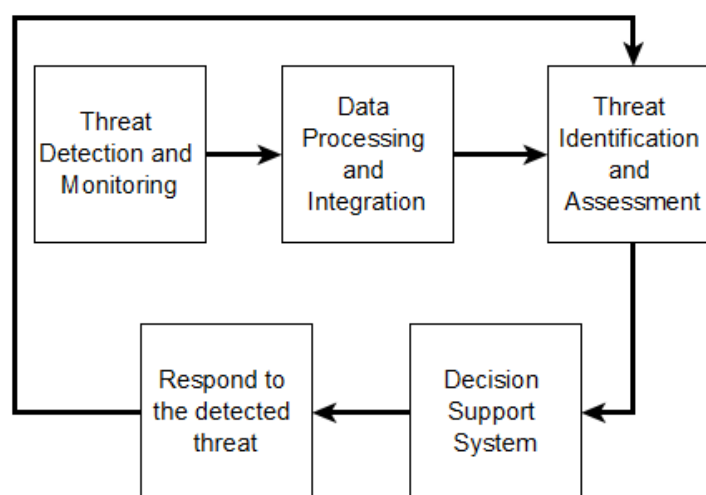 Threat
Detection and
Monitoring
Data
Processing
and
Integration
Threat
Identification
and
Assessment
Respond to
the detected
threat
Decision
Support
System